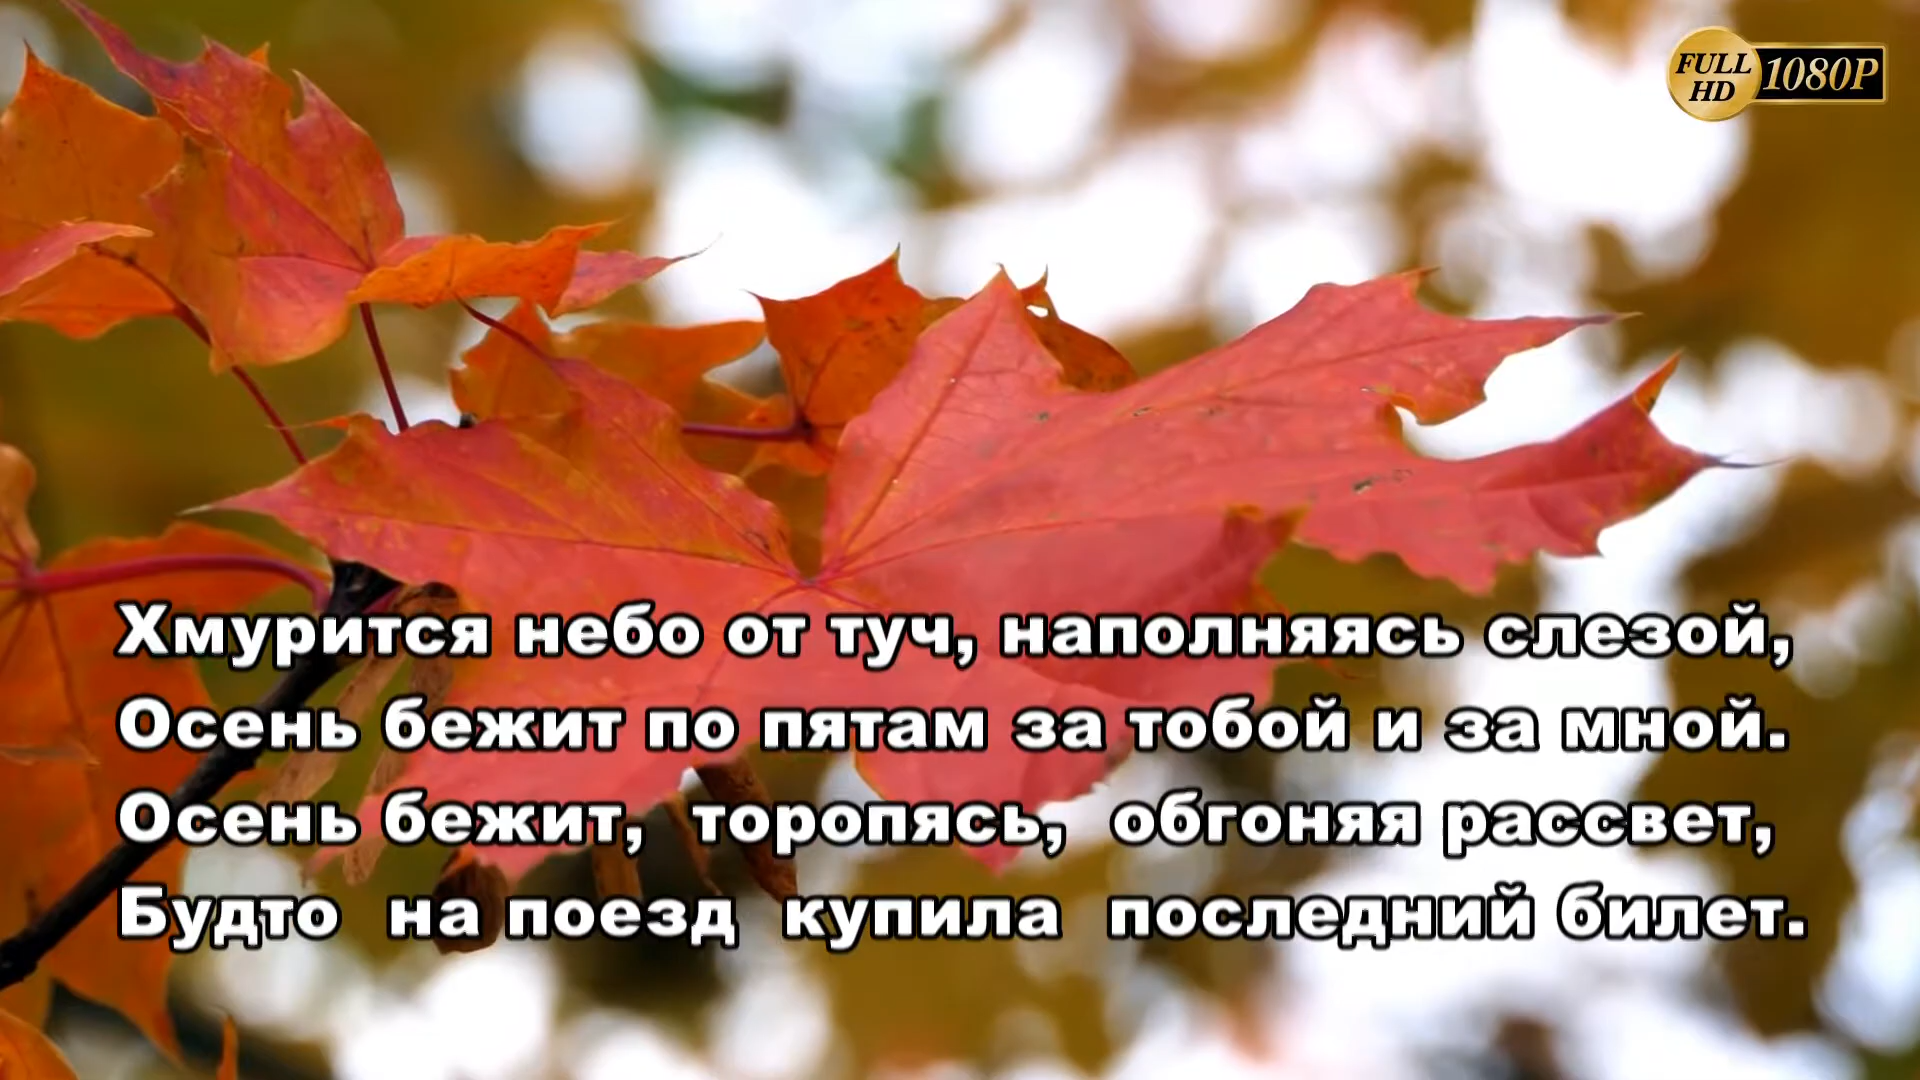 FULL HD 1080P
Хмурится небо от туч, наполняясь слезой,
Осень бежит по пятам за тобой и за мной.
Осень бежит, торопясь, обгоняя рассвет,
Будто на поезд купила последний билет.